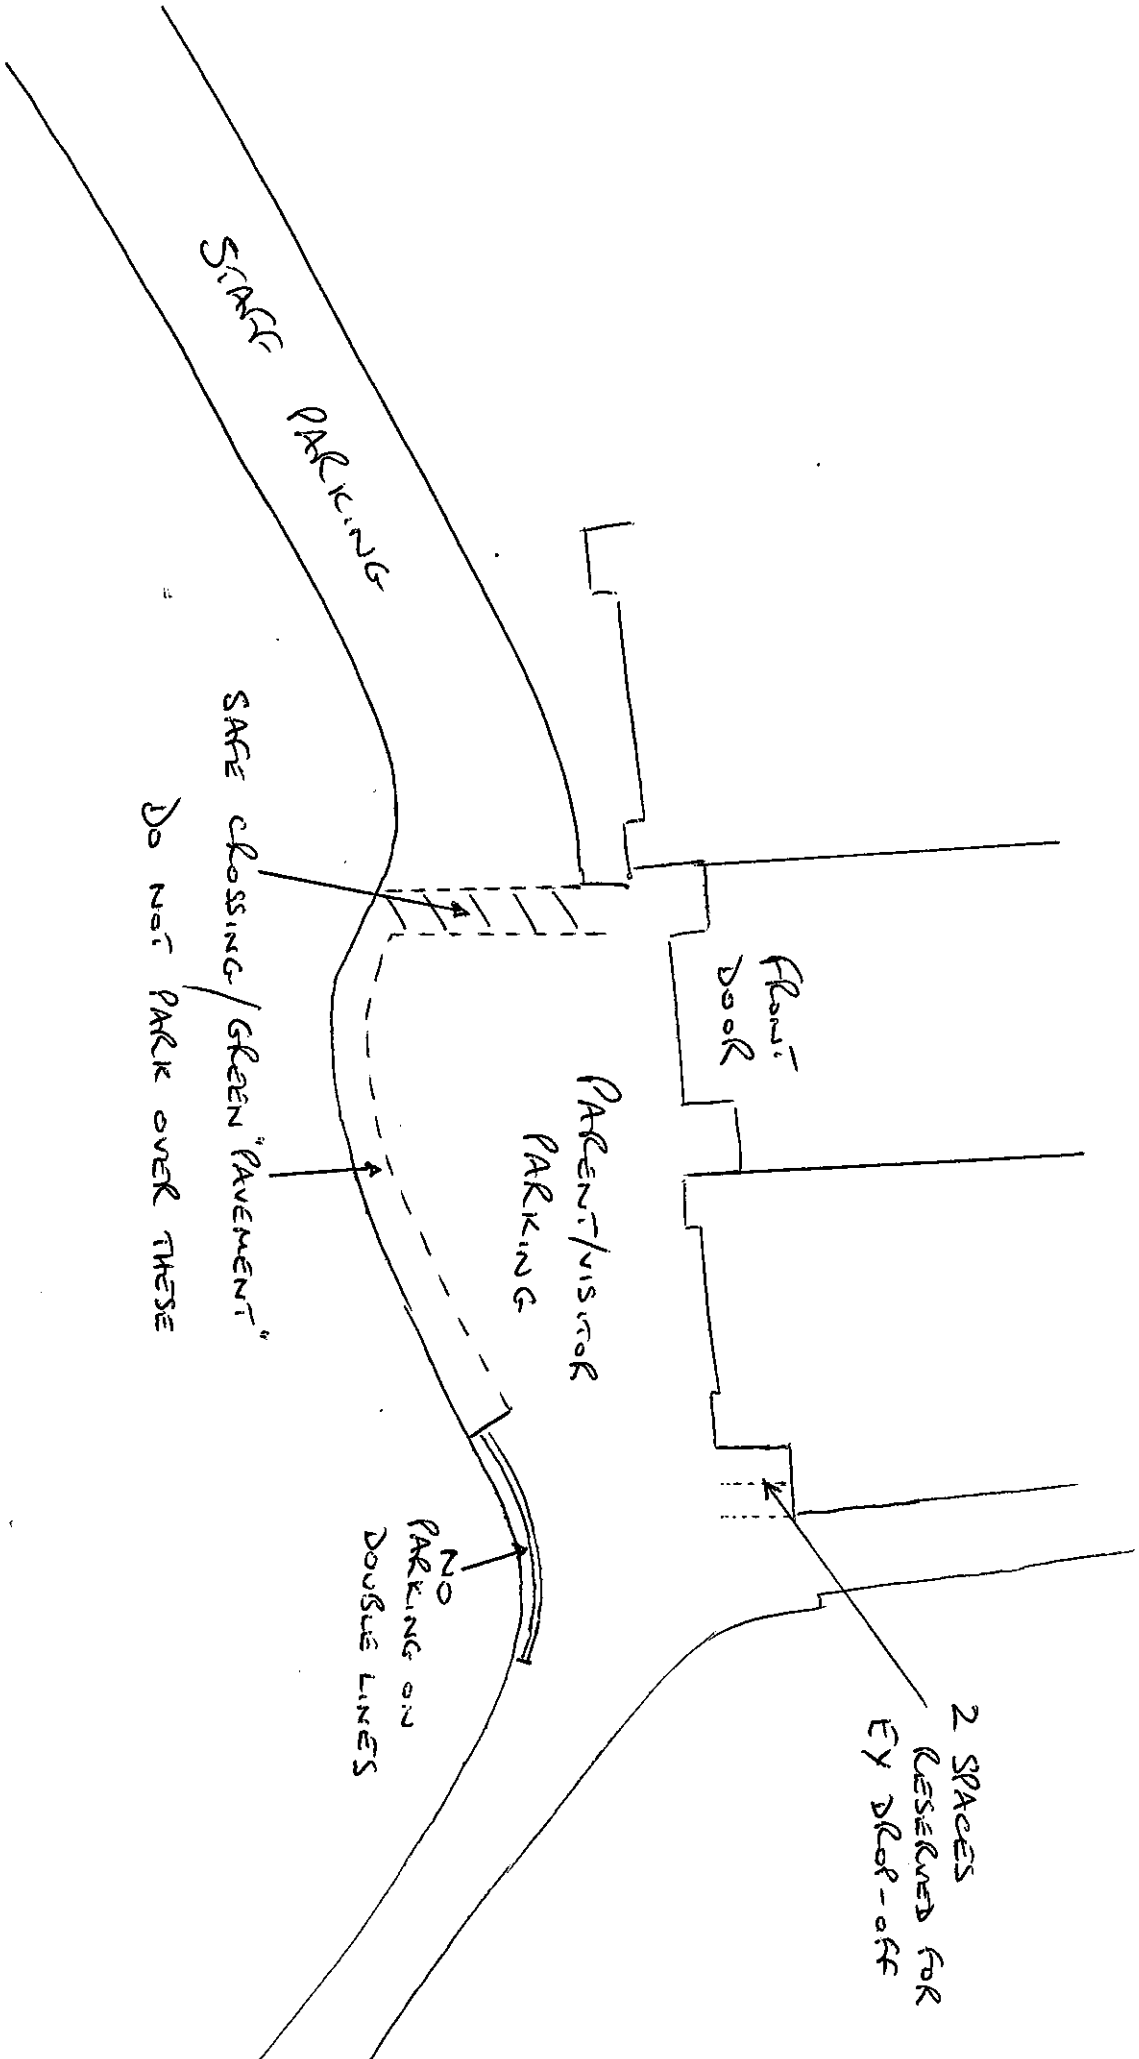 STAFF PARKING
FRONT
DOOR
PARENT/VISITOR
PARKING
2 SPACES
RESERVED FOR
EY DROP-OFF
SAFE CROSSING/GREEN "PAVEMENT"
DO NOT PARK OVER THESE
NO
PARKING ON
DOUBLE LINES